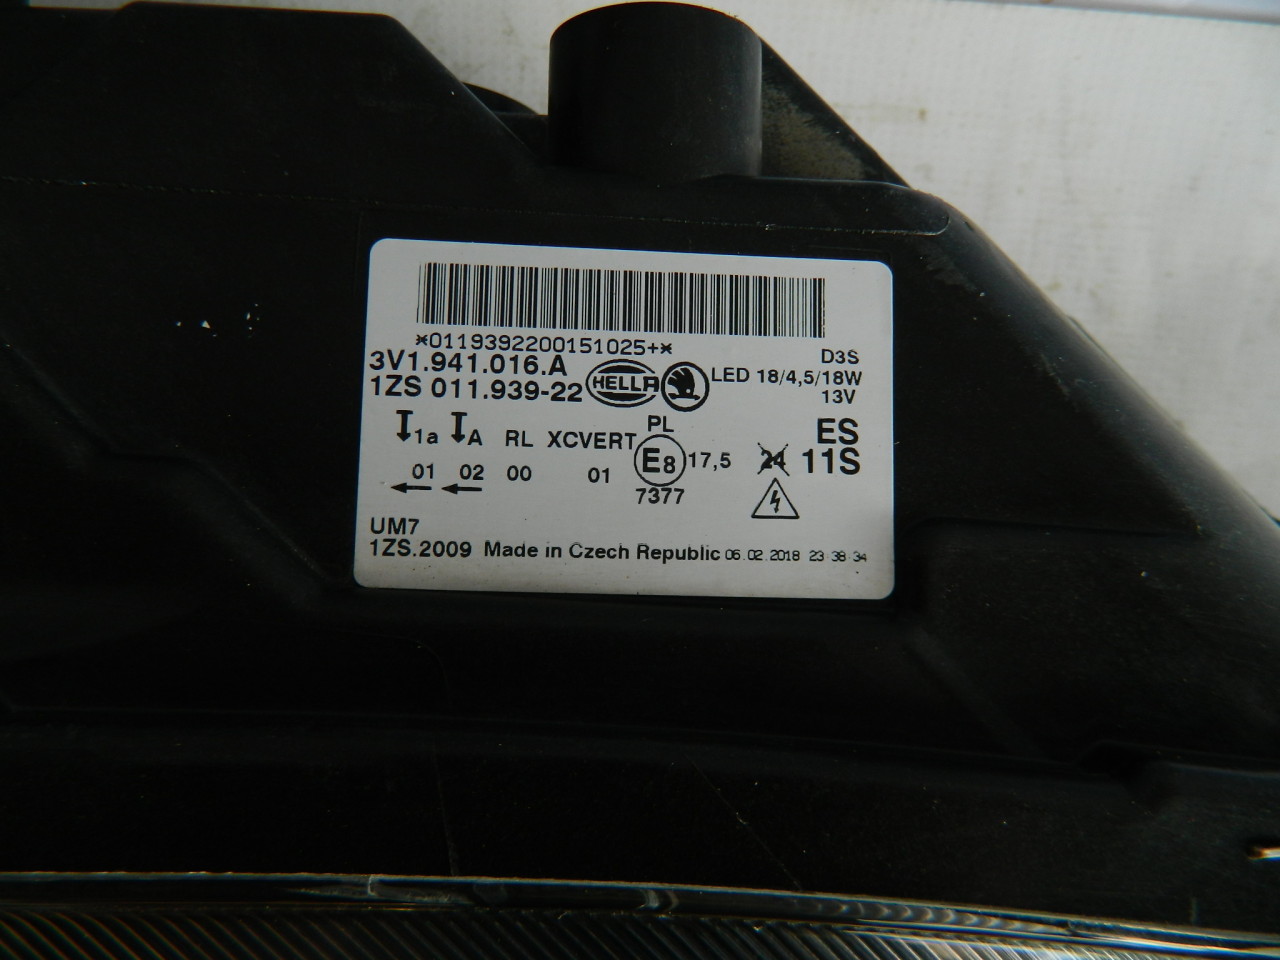 *0119392200151025+*
3V1.941.016.A
D3S
1ZS 011.939-22 HELLA LED 18/4,5/18W
13V
PL
1a A RL XCVERT E8 17,5 ES
24 11S
01 02 00 01
7377
UM7
1ZS.2009 Made in Czech Republic 06.02.2018 23:38:34